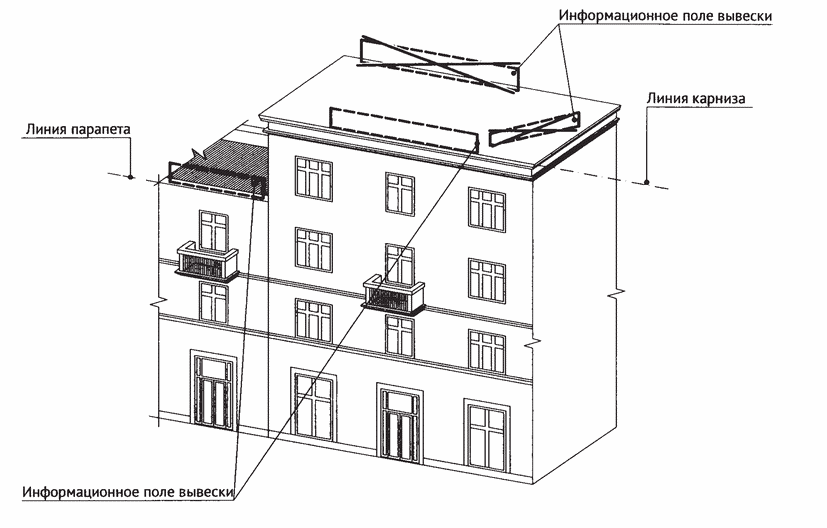 Информационное поле вывески
Линия карниза
Линия парапета
Информационное поле вывески